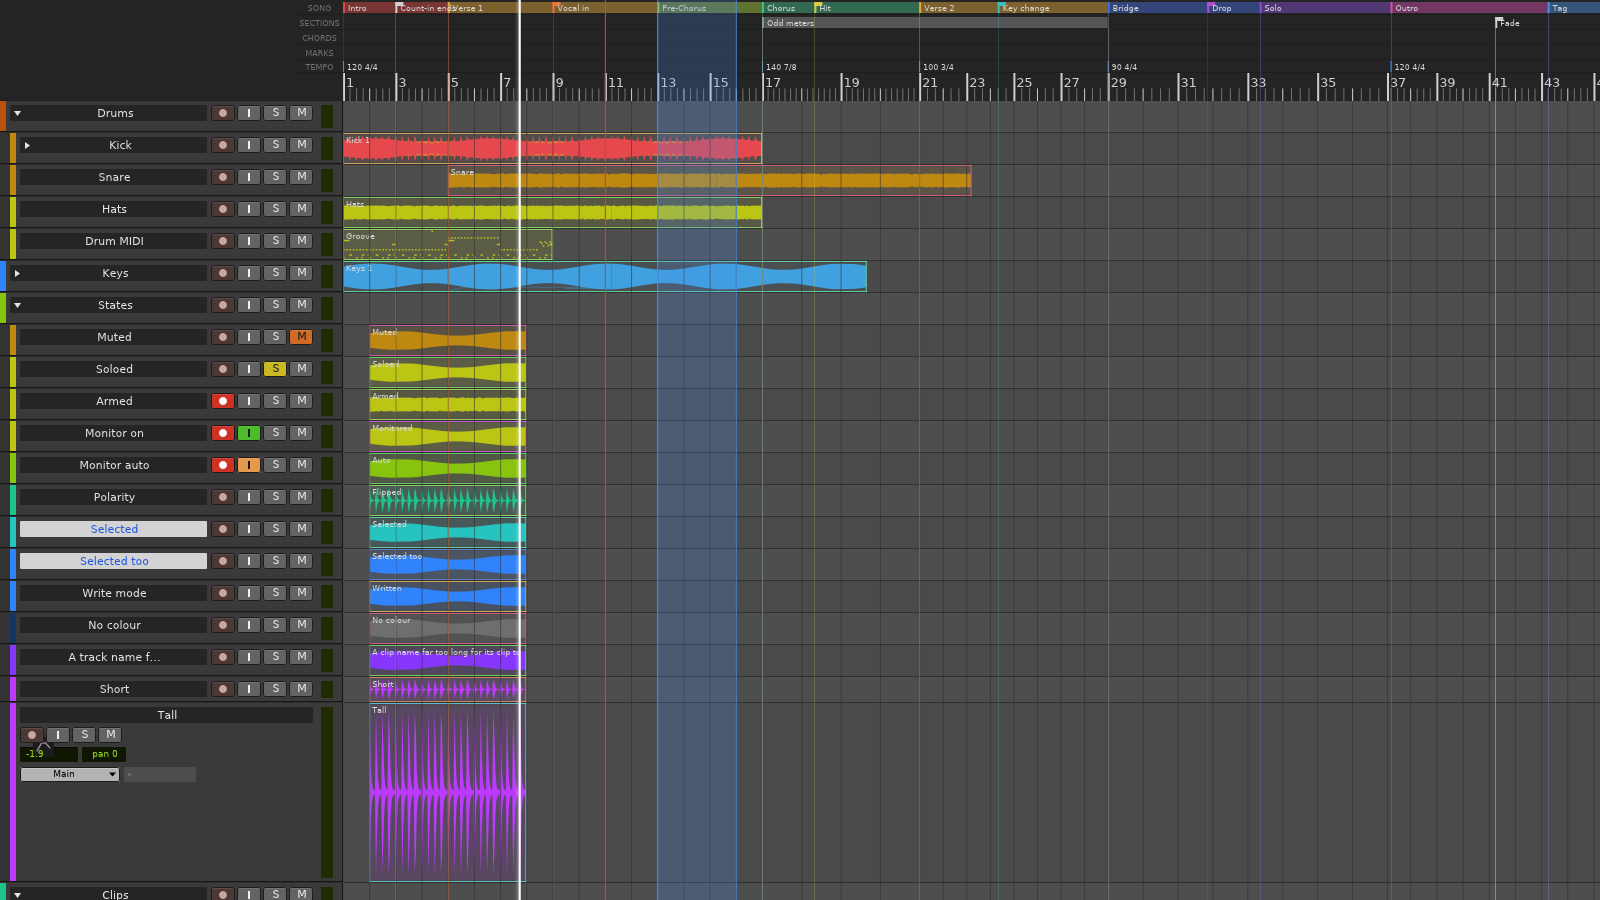 SONG Intro Count-in ends Verse 1 Vocal in Pre-Chorus Chorus Hit Verse 2 Key change Bridge Drop Solo Outro Tag
SECTIONS Odd meters Fade
CHORDS
MARKS
TEMPO 120 4/4 140 7/8 100 3/4 90 4/4 120 4/4
1 3 5 7 9 11 13 15 17 19 21 23 25 27 29 31 33 35 37 39 41 43
Drums I S M
Kick I S M Kick 1
Snare I S M Snare
Hats I S M Hats
Drum MIDI I S M Groove
Keys I S M Keys 1
States I S M
Muted I S M Muted
Soloed I S M Soloed
Armed I S M Armed
Monitor on I S M Monitored
Monitor auto I S M Auto
Polarity I S M Flipped
Selected I S M Selected
Selected too I S M Selected too
Write mode I S M Written
No colour I S M No colour
A track name f... I S M A clip name far too long for its clip to
Short I S M Short
Tall Tall
I S M
-1.9 pan 0
Main -
Clips I S M